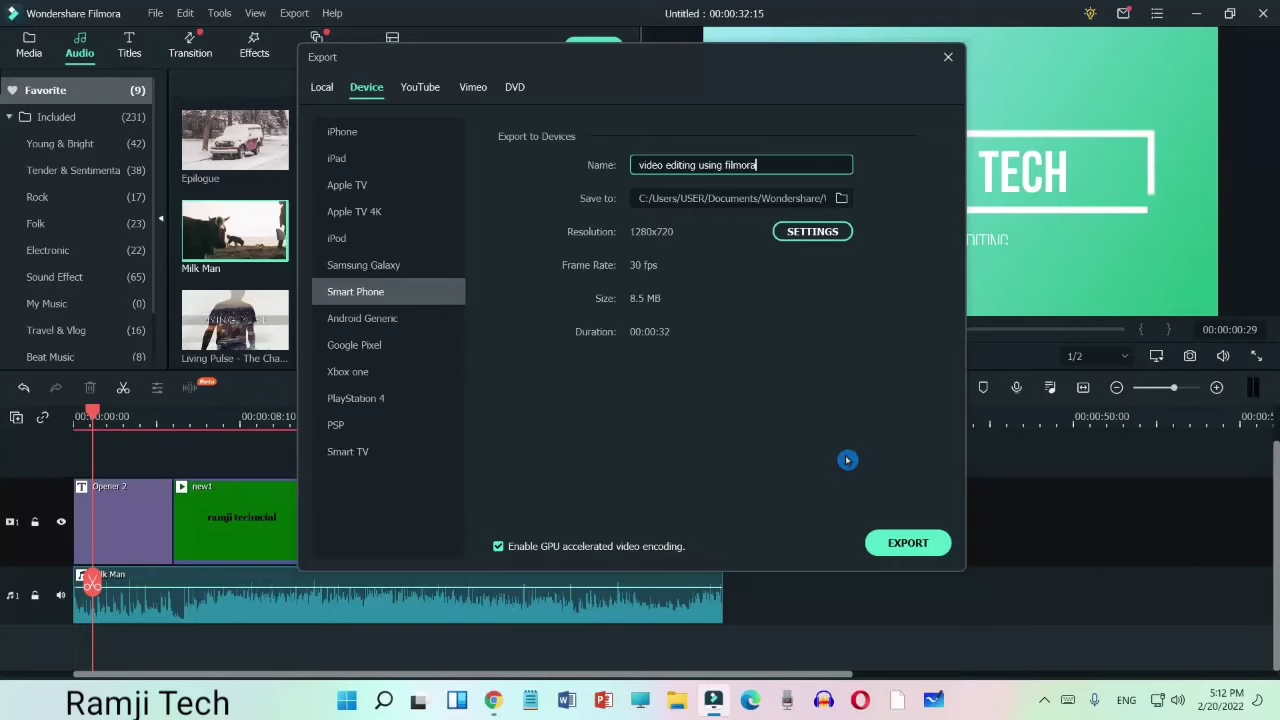 Wondershare Filmora
File Edit Tools View Export Help
Untitled : 00:00:32:15
Media
Audio
Titles
Transition
Effects
Favorite (9)
Included (231)
Young & Bright (42)
Tender & Sentimenta (18)
Rock (17)
Folk (23)
Electronic (22)
Sound Effect (65)
My Music (0)
Travel & Vlog (16)
Beat Music (8)
Epilogue
Milk Man
Living Pulse - The Cha...
Export
Local Device YouTube Vimeo DVD
iPhone
iPad
Apple TV
Apple TV 4K
iPod
Samsung Galaxy
Smart Phone
Android Generic
Google Pixel
Xbox one
PlayStation 4
PSP
Smart TV
Export to Devices
Name: video editing using filmora
Save to: C:/Users/USER/Documents/Wondershare/
Resolution: 1280x720 SETTINGS
Frame Rate: 30 fps
Size: 8.5 MB
Duration: 00:00:32
Enable GPU accelerated video encoding.
EXPORT
TECH
00:00:00:29
1/2
Beta
00:00:08:10
00:00:50:00
Opener 2
new1
ramji techncial
1
Milk Man
1
Ramji Tech
ENG
5:12 PM
2/20/2022